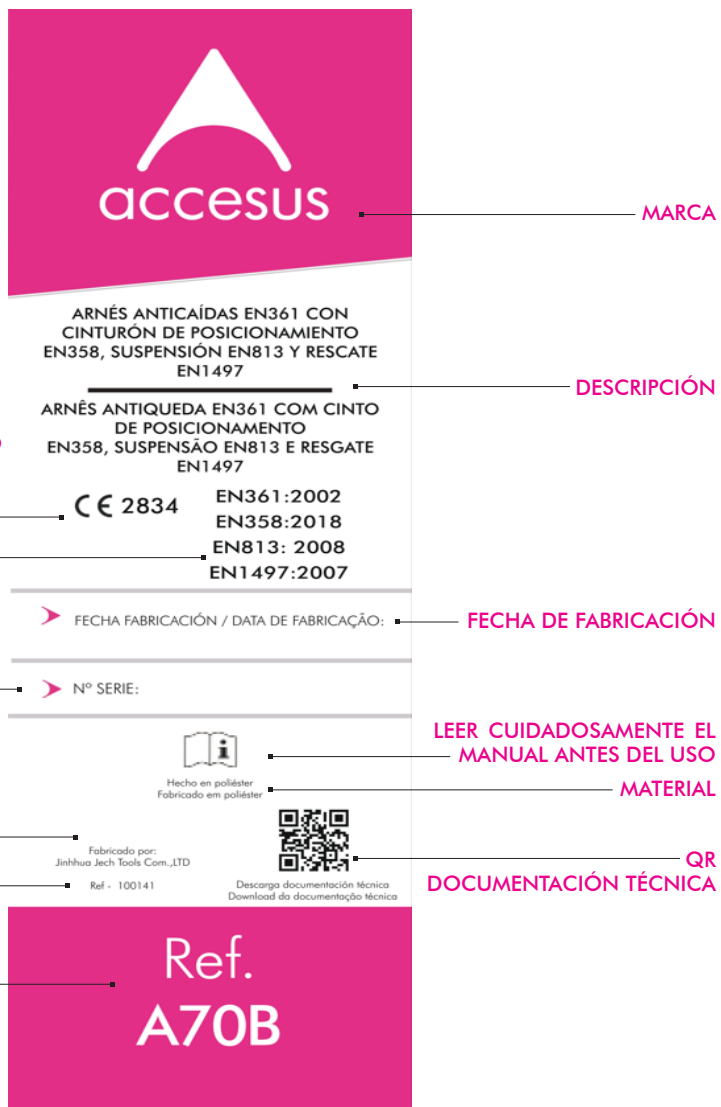 accesus
MARCA
ARNÉS ANTICAÍDAS EN361 CON
CINTURÓN DE POSICIONAMIENTO
EN358, SUSPENSIÓN EN813 Y RESCATE
EN1497
DESCRIPCIÓN
ARNÊS ANTIQUEDA EN361 COM CINTO
DE POSICIONAMENTO
EN358, SUSPENSÃO EN813 E RESGATE
EN1497
CE 2834
EN361:2002
EN358:2018
EN813: 2008
EN1497:2007
FECHA FABRICACIÓN / DATA DE FABRICAÇÃO:
FECHA DE FABRICACIÓN
Nº SERIE:
i
LEER CUIDADOSAMENTE EL
MANUAL ANTES DEL USO
Hecho en poliéster
Fabricado em poliéster
MATERIAL
Fabricado por:
Jinhhua Jech Tools Com.,LTD
Ref - 100141
Descarga documentación técnica
Download da documentação técnica
QR
DOCUMENTACIÓN TÉCNICA
Ref.
A70B